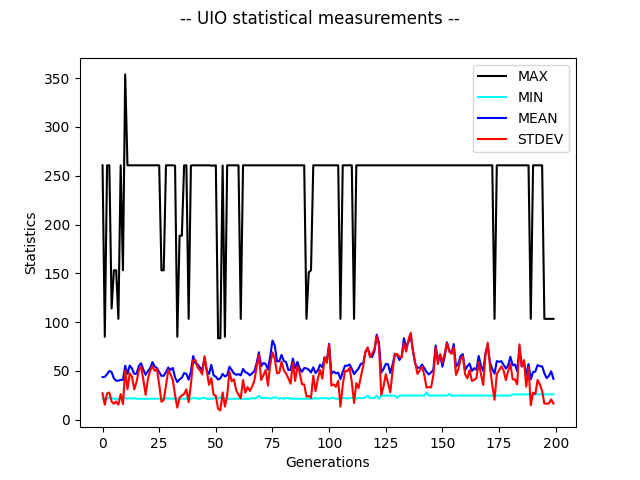 -- UIO statistical measurements --
MAX
MIN
MEAN
STDEV
350
300
250
200
150
100
50
0
Statistics
0 25 50 75 100 125 150 175 200
Generations